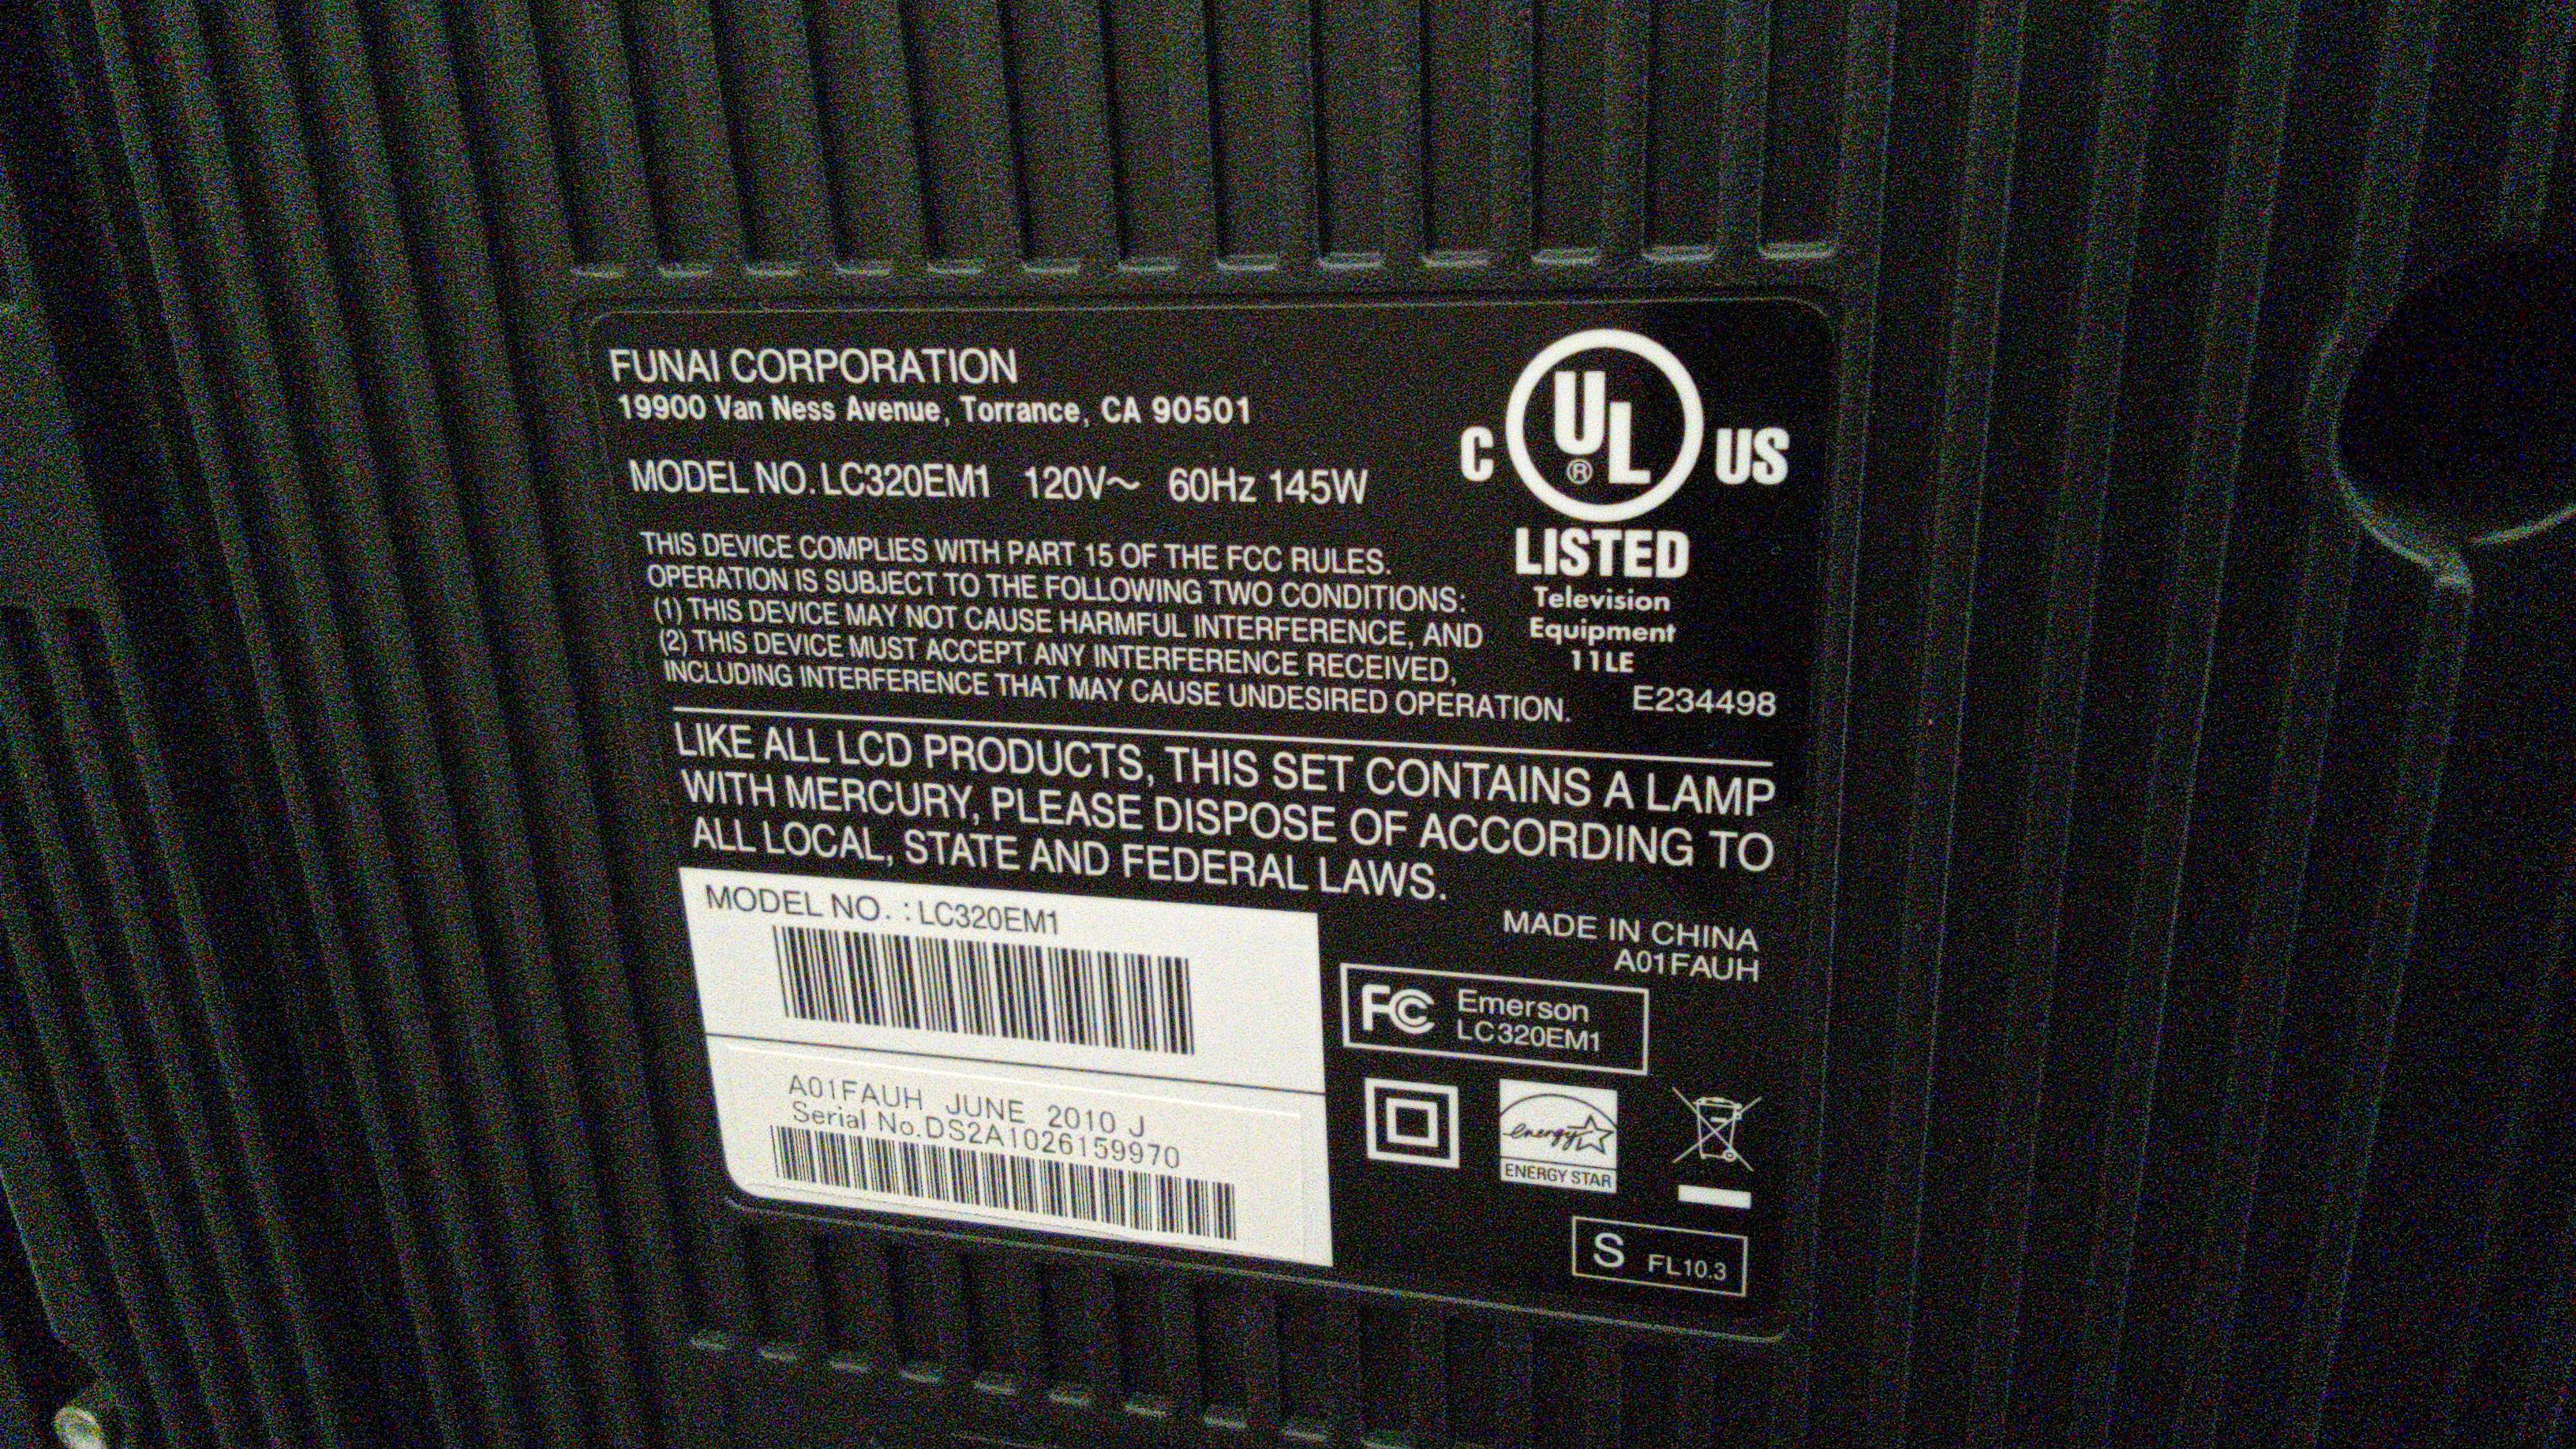 FUNAI CORPORATION
19900 Van Ness Avenue, Torrance, CA 90501
MODEL NO. LC320EM1 120V～ 60Hz 145W
C UL ® US
LISTED
Television
Equipment
11LE
E234498
THIS DEVICE COMPLIES WITH PART 15 OF THE FCC RULES.
OPERATION IS SUBJECT TO THE FOLLOWING TWO CONDITIONS:
(1) THIS DEVICE MAY NOT CAUSE HARMFUL INTERFERENCE, AND
(2) THIS DEVICE MUST ACCEPT ANY INTERFERENCE RECEIVED,
INCLUDING INTERFERENCE THAT MAY CAUSE UNDESIRED OPERATION.
LIKE ALL LCD PRODUCTS, THIS SET CONTAINS A LAMP
WITH MERCURY, PLEASE DISPOSE OF ACCORDING TO
ALL LOCAL, STATE AND FEDERAL LAWS.
MODEL NO. : LC320EM1
A01FAUH JUNE 2010 J
Serial No.DS2A1026159970
MADE IN CHINA
A01FAUH
FC Emerson
LC320EM1
energy
ENERGY STAR
S FL10.3